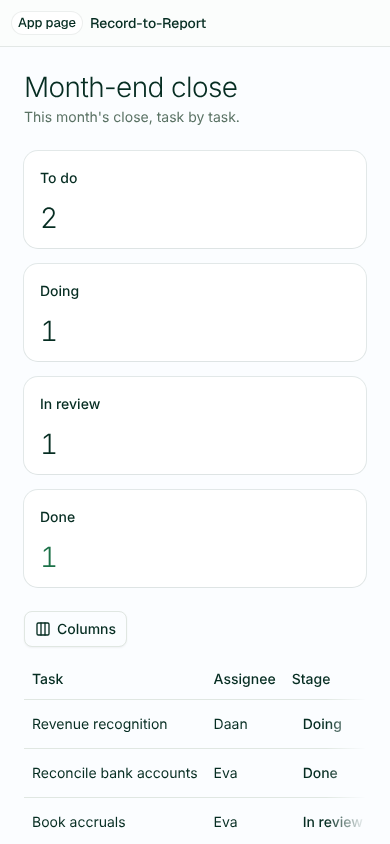 App page Record-to-Report
Month-end close
This month's close, task by task.
To do
2
Doing
1
In review
1
Done
1
Columns
Task Assignee Stage
Revenue recognition Daan Doing
Reconcile bank accounts Eva Done
Book accruals Eva In review